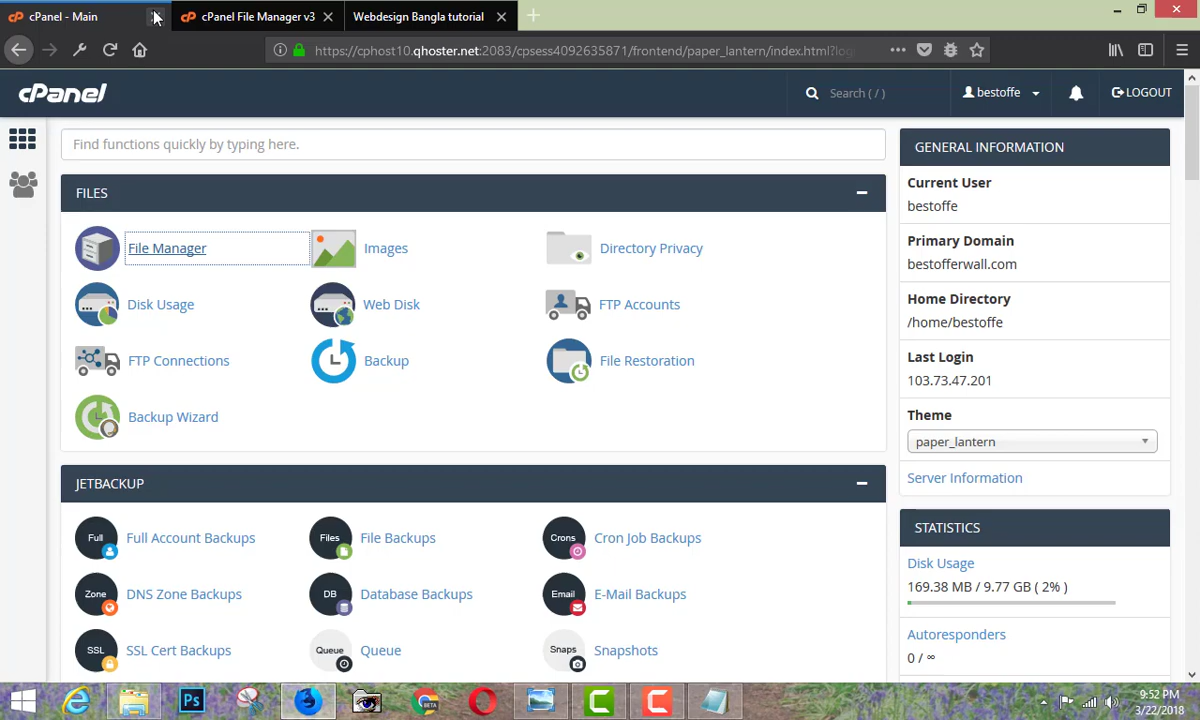 cPanel - Main
cPanel File Manager v3
Webdesign Bangla tutorial
https://cphost10.qhoster.net:2083/cpsess4092635871/frontend/paper_lantern/index.html?log
cPanel
Search ( / )
bestoffe
LOGOUT
Find functions quickly by typing here.
FILES
File Manager
Images
Directory Privacy
Disk Usage
Web Disk
FTP Accounts
FTP Connections
Backup
File Restoration
Backup Wizard
JETBACKUP
Full
Full Account Backups
Files
File Backups
Crons
Cron Job Backups
Zone
DNS Zone Backups
DB
Database Backups
Email
E-Mail Backups
SSL
SSL Cert Backups
Queue
Queue
Snaps
Snapshots
GENERAL INFORMATION
Current User
bestoffe
Primary Domain
bestofferwall.com
Home Directory
/home/bestoffe
Last Login
103.73.47.201
Theme
paper_lantern
Server Information
STATISTICS
Disk Usage
169.38 MB / 9.77 GB ( 2% )
Autoresponders
0 / ∞
Ps
BETA
9:52 PM
3/22/2018